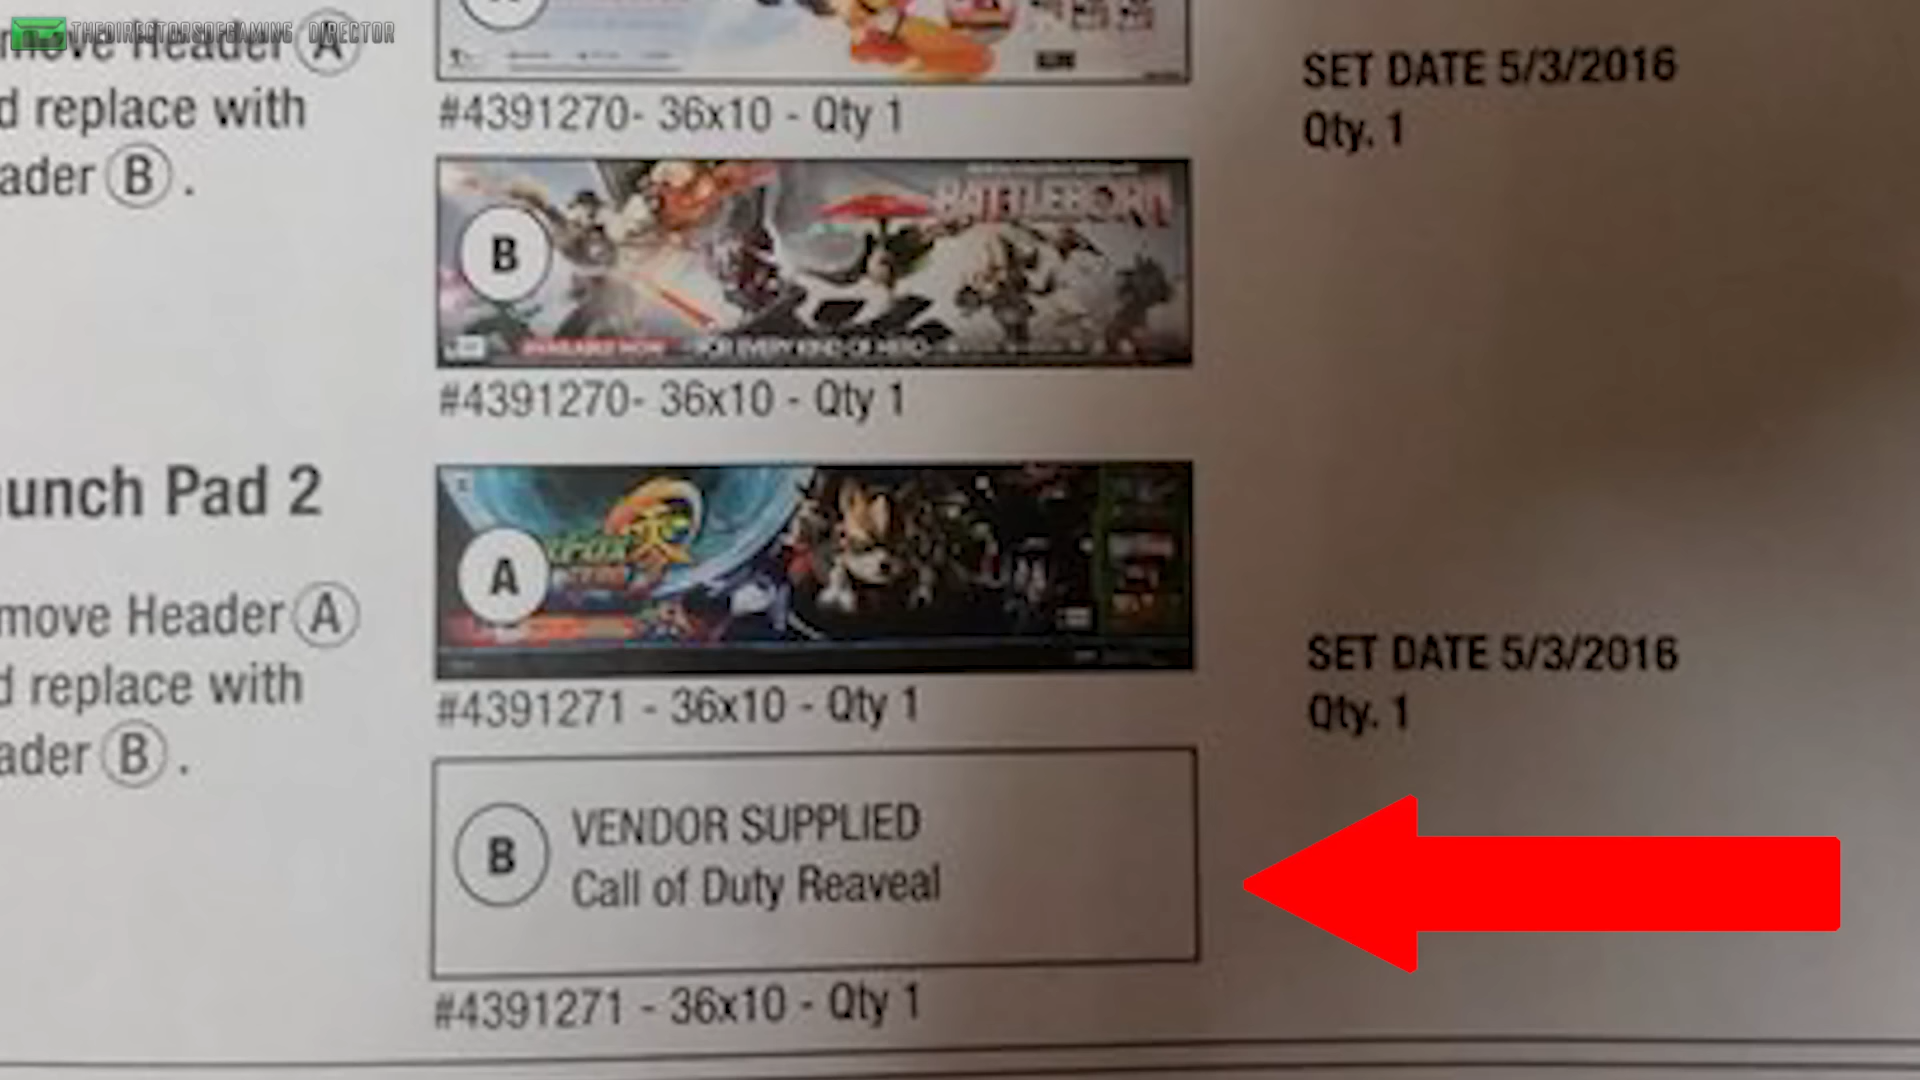 THEDIRECTORSOFGAMING DIRECTOR
move Header A
d replace with
ader B .
#4391270- 36x10 - Qty 1
SET DATE 5/3/2016
Qty. 1
B
BATTLEBORN
AVAILABLE NOW FOR EVERY KIND OF HERO
#4391270- 36x10 - Qty 1
unch Pad 2
move Header A
d replace with
ader B .
A
零
#4391271 - 36x10 - Qty 1
SET DATE 5/3/2016
Qty. 1
B
VENDOR SUPPLIED
Call of Duty Reaveal
#4391271 - 36x10 - Qty 1